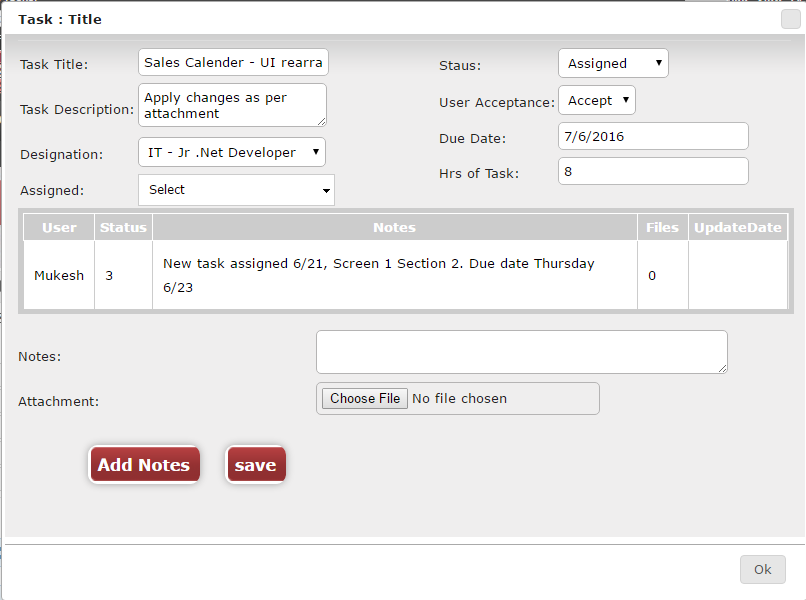 Task : Title
Task Title: Sales Calender - UI rearra
Staus: Assigned
Task Description: Apply changes as per
attachment
User Acceptance: Accept
Due Date: 7/6/2016
Designation: IT - Jr .Net Developer
Hrs of Task: 8
Assigned: Select
User Status Notes Files UpdateDate
Mukesh 3 New task assigned 6/21, Screen 1 Section 2. Due date Thursday
6/23 0
Notes:
Attachment: Choose File No file chosen
Add Notes save
Ok